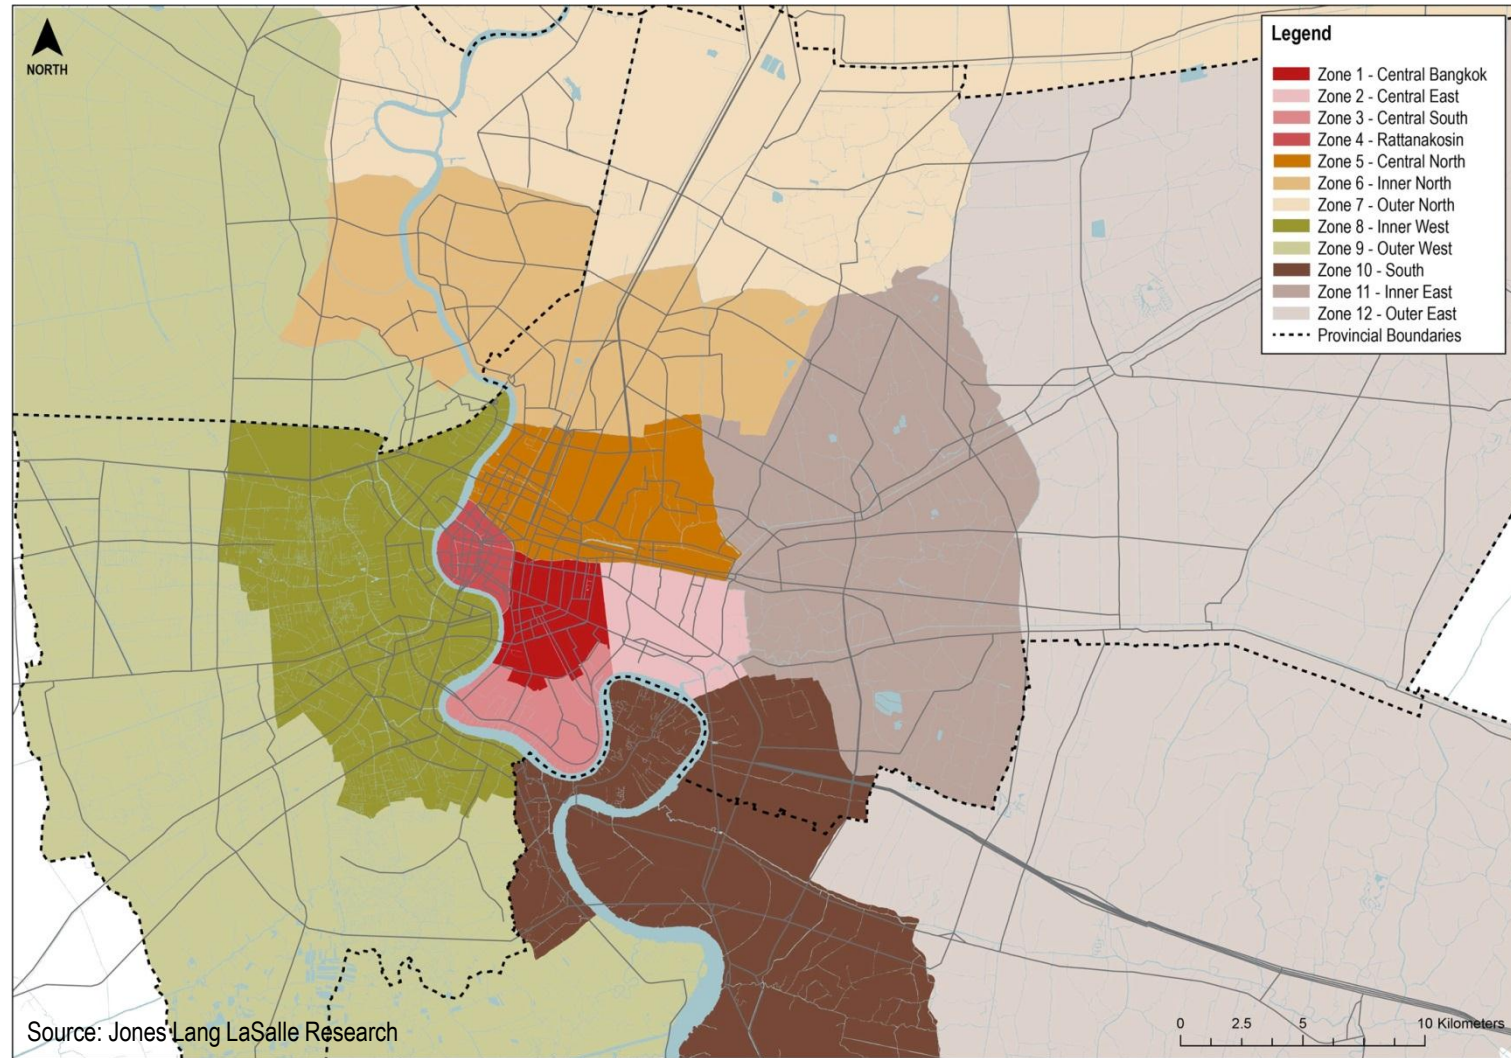 NORTH
Legend
Zone 1 - Central Bangkok
Zone 2 - Central East
Zone 3 - Central South
Zone 4 - Rattanakosin
Zone 5 - Central North
Zone 6 - Inner North
Zone 7 - Outer North
Zone 8 - Inner West
Zone 9 - Outer West
Zone 10 - South
Zone 11 - Inner East
Zone 12 - Outer East
Provincial Boundaries
Source: Jones Lang LaSalle Research
0 2.5 5 10 Kilometers